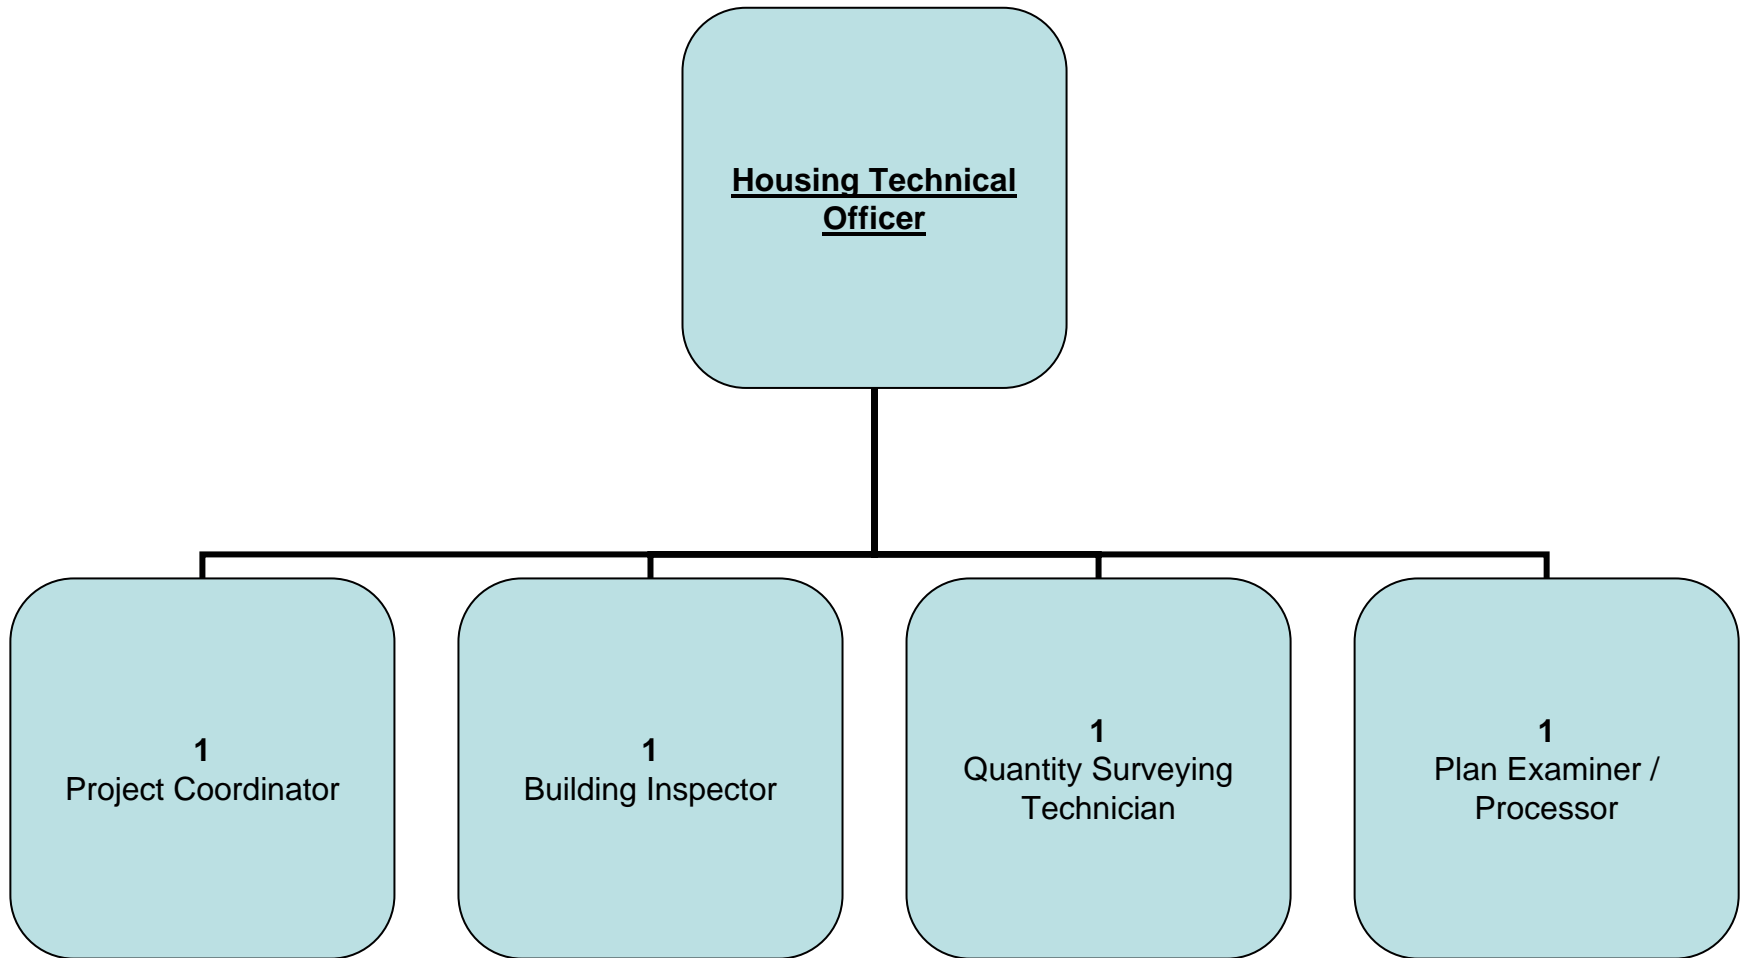 Housing Technical
Officer
1
Project Coordinator
1
Building Inspector
1
Quantity Surveying
Technician
1
Plan Examiner /
Processor